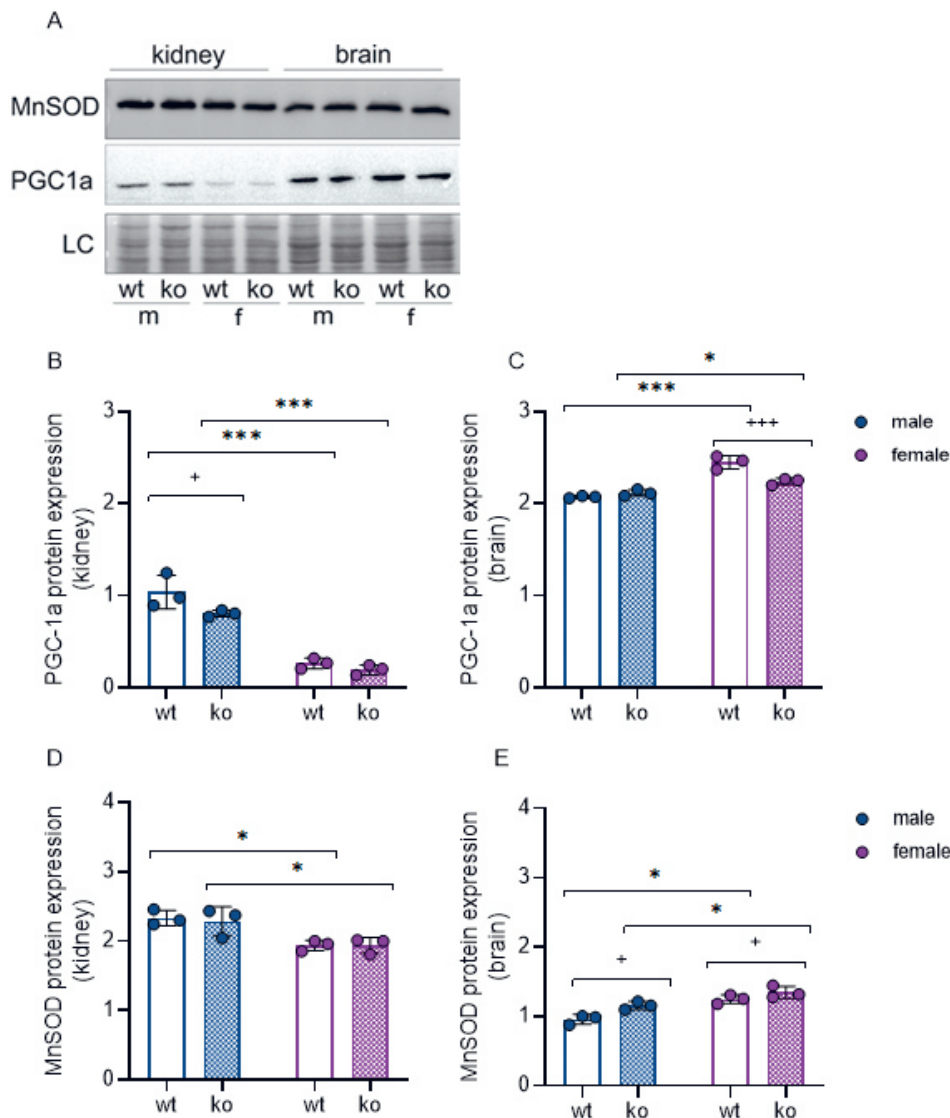 A
kidney brain
MnSOD
PGC1a
LC
wt ko wt ko wt ko wt ko
m f m f
B
PGC-1a protein expression
(kidney)
3
2
1
0
***
***
+
wt ko wt ko
C
PGC-1a protein expression
(brain)
3
2
1
0
*
***
+++
wt ko wt ko
male
female
D
MnSOD protein expression
(kidney)
4
3
2
1
0
*
*
wt ko wt ko
E
MnSOD protein expression
(brain)
4
3
2
1
0
*
*
+
+
wt ko wt ko
male
female